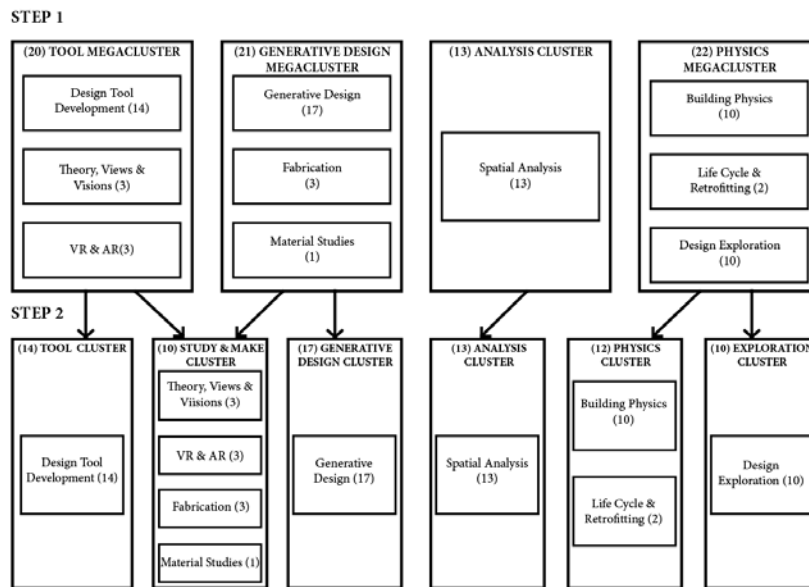 STEP 1
(20) TOOL MEGACLUSTER
Design Tool
Development (14)
Theory, Views &
Visions (3)
VR & AR(3)
(21) GENERATIVE DESIGN
MEGACLUSTER
Generative Design
(17)
Fabrication
(3)
Material Studies
(1)
(13) ANALYSIS CLUSTER
Spatial Analysis
(13)
(22) PHYSICS
MEGACLUSTER
Building Physics
(10)
Life Cycle &
Retrofitting (2)
Design Exploration
(10)
STEP 2
(14) TOOL CLUSTER
Design Tool
Development (14)
(10) STUDY & MAKE
CLUSTER
Theory, Views &
Viisions (3)
VR & AR (3)
Fabrication (3)
Material Studies (1)
(17) GENERATIVE
DESIGN CLUSTER
Generative
Design (17)
(13) ANALYSIS
CLUSTER
Spatial Analysis
(13)
(12) PHYSICS
CLUSTER
Building Physics
(10)
Life Cycle &
Retrofitting (2)
(10) EXPLORATION
CLUSTER
Design
Exploration (10)